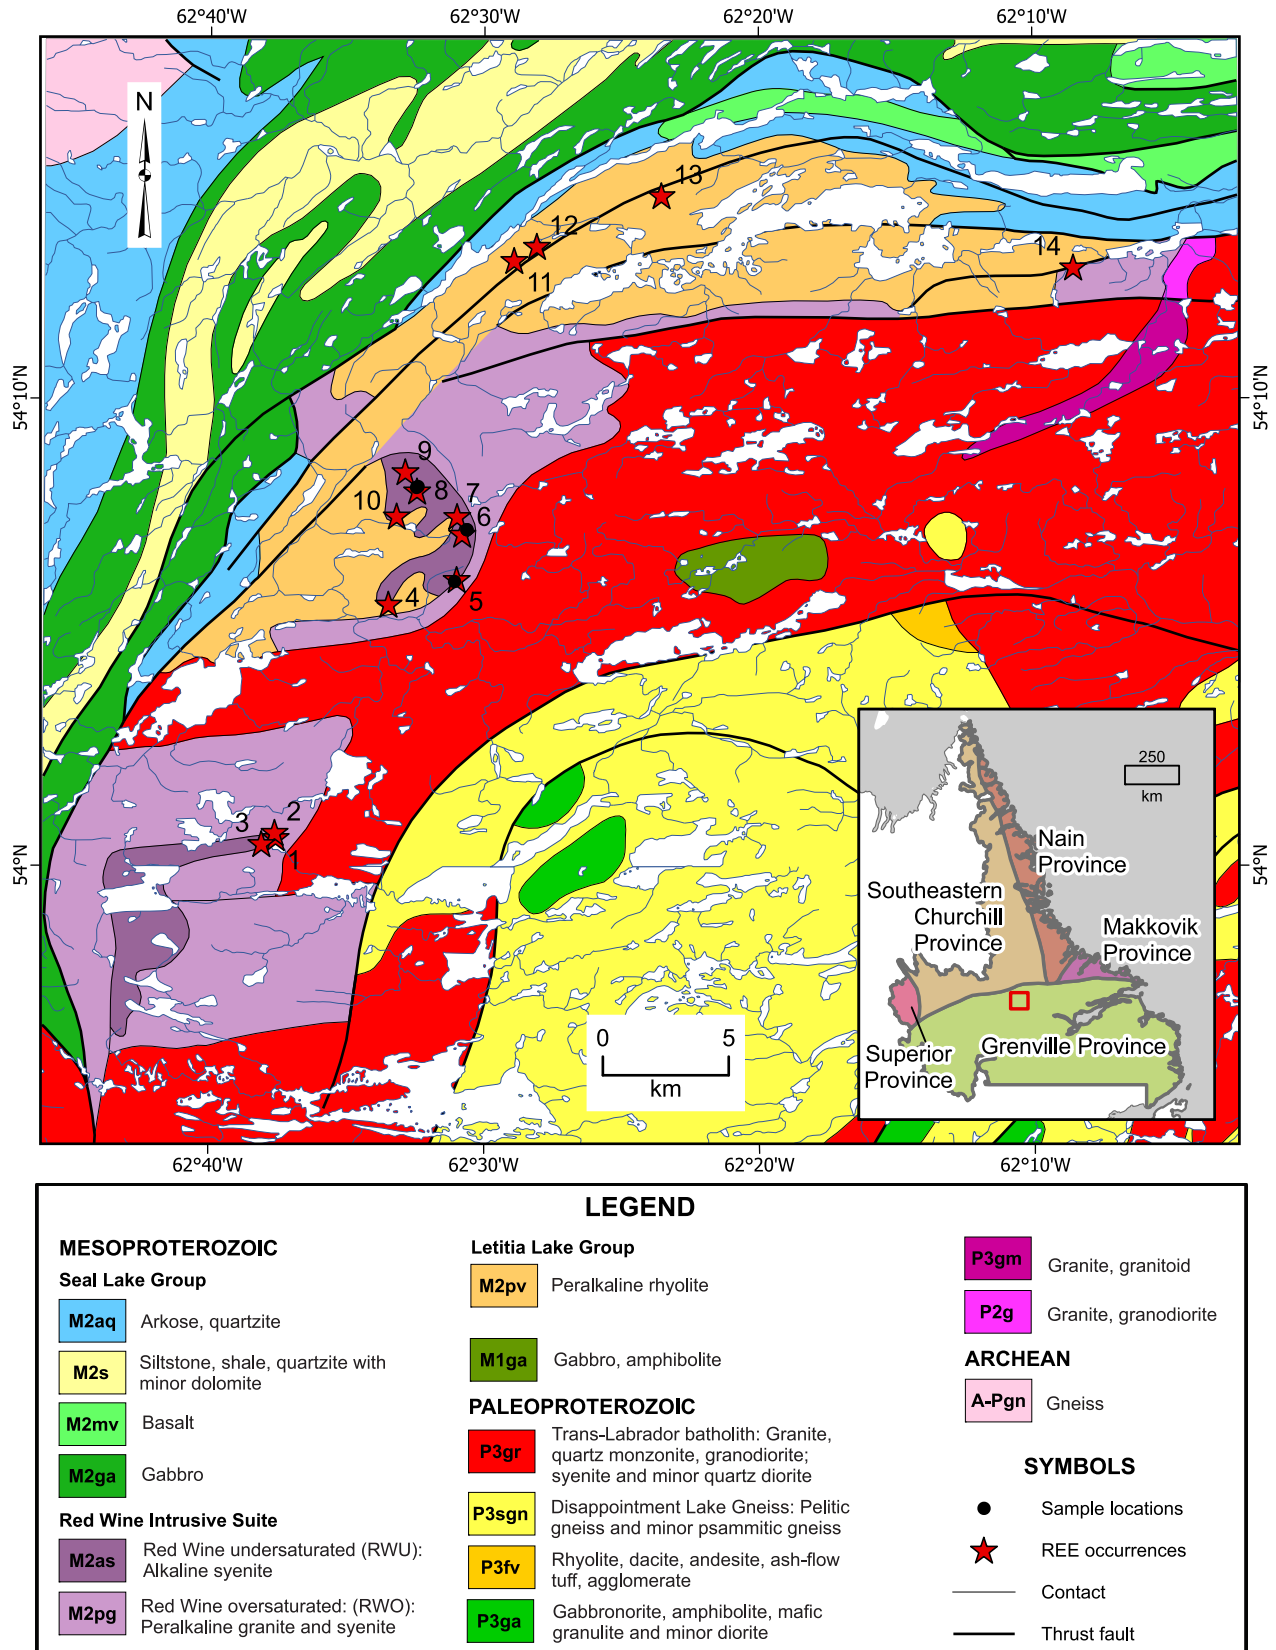 62°40'W
62°30'W
62°20'W
62°10'W
N
13
12
14
11
54°10'N
54°10'N
9
7
10
8
6
4
5
3
2
1
54°N
54°N
250
km
Nain
Province
Southeastern
Churchill
Province
Makkovik
Province
Superior
Province
Grenville Province
0
5
km
62°40'W
62°30'W
62°20'W
62°10'W
LEGEND
MESOPROTEROZOIC
Seal Lake Group
M2aq
Arkose, quartzite
M2s
Siltstone, shale, quartzite with
minor dolomite
M2mv
Basalt
M2ga
Gabbro
Red Wine Intrusive Suite
M2as
Red Wine undersaturated (RWU):
Alkaline syenite
M2pg
Red Wine oversaturated: (RWO):
Peralkaline granite and syenite
Letitia Lake Group
M2pv
Peralkaline rhyolite
M1ga
Gabbro, amphibolite
PALEOPROTEROZOIC
P3gr
Trans-Labrador batholith: Granite,
quartz monzonite, granodiorite;
syenite and minor quartz diorite
P3sgn
Disappointment Lake Gneiss: Pelitic
gneiss and minor psammitic gneiss
P3fv
Rhyolite, dacite, andesite, ash-flow
tuff, agglomerate
P3ga
Gabbronorite, amphibolite, mafic
granulite and minor diorite
P3gm
Granite, granitoid
P2g
Granite, granodiorite
ARCHEAN
A-Pgn
Gneiss
SYMBOLS
Sample locations
REE occurrences
Contact
Thrust fault